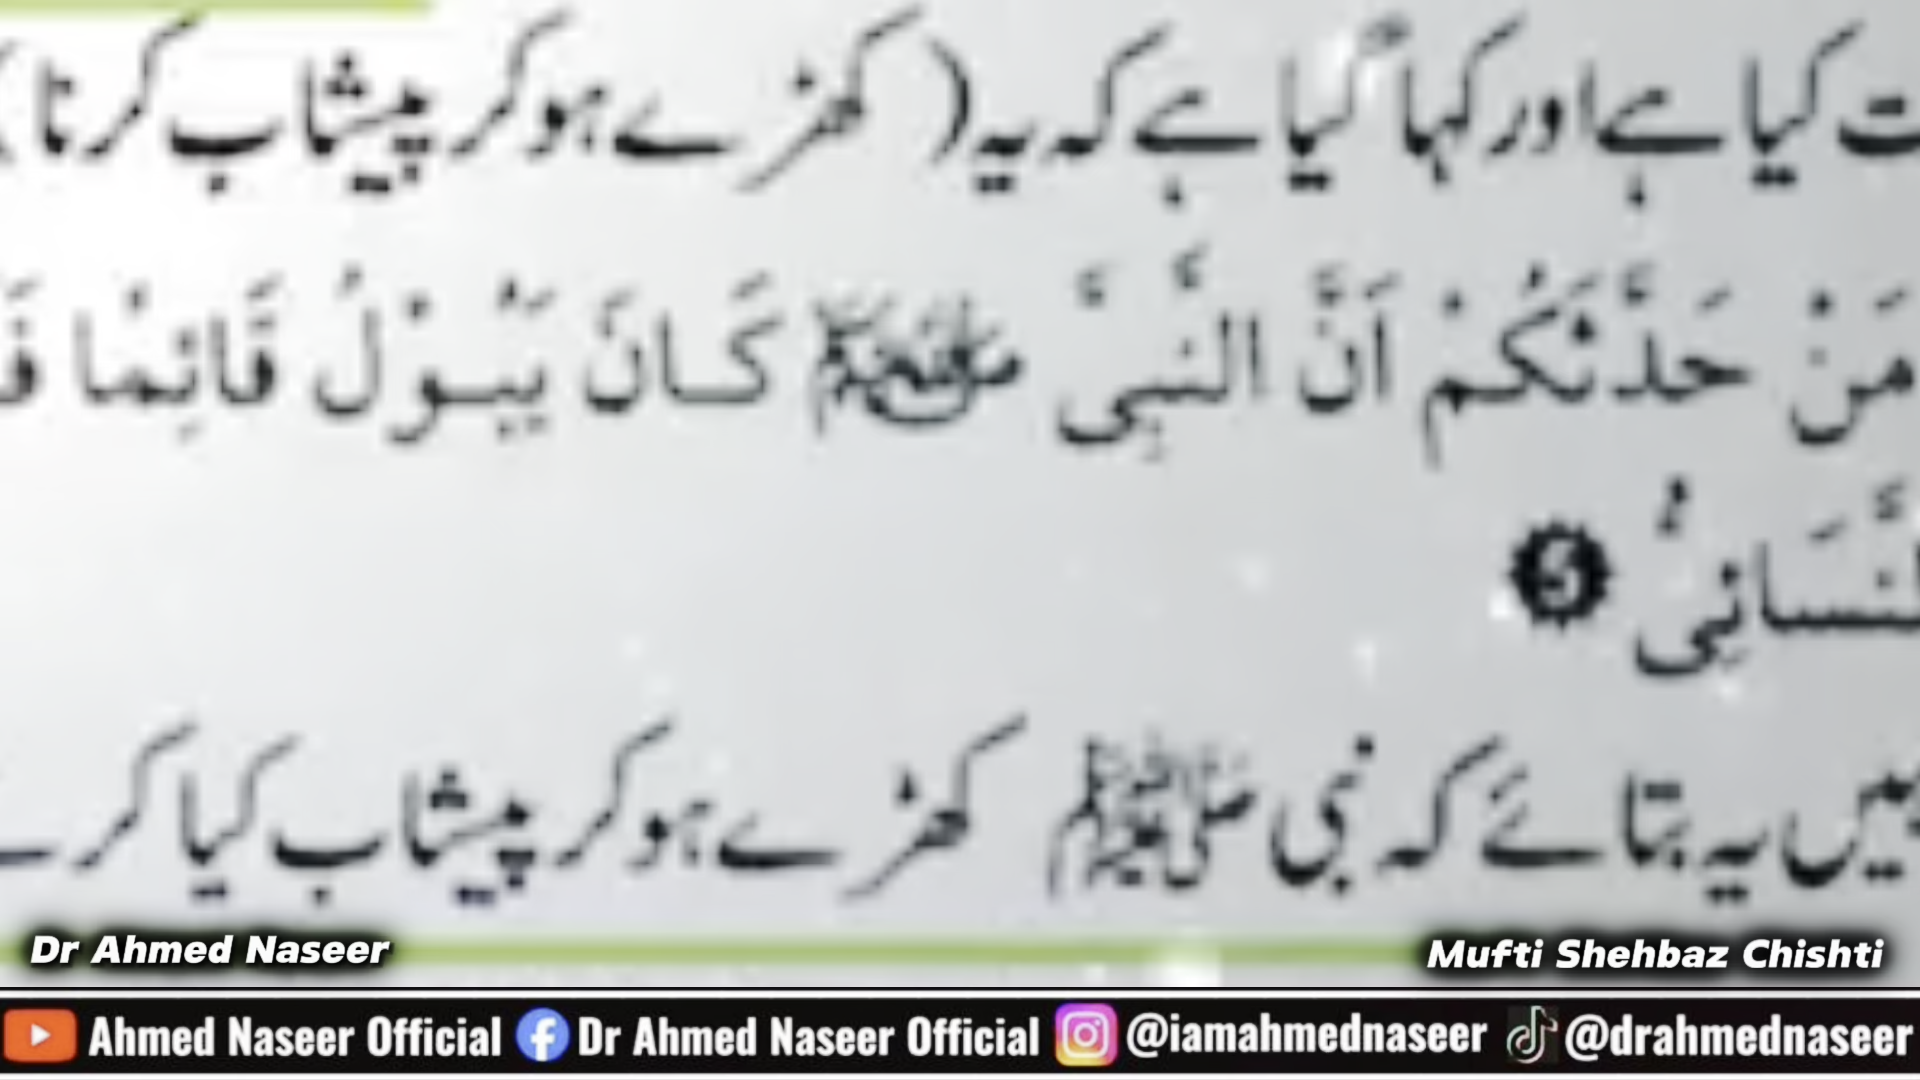 ت کیا ہے اور کہا گیا ہے کہ یہ (کھڑے ہو کر پیشاب کرنا)
مَنْ حَدَّثَكُمْ اَنَّ النَّبِىَّ ﷺ كَانَ يَبُوْلُ قَائِمًا فَ
لنَّسَائِىُّ 5
ہیں یہ بتائے کہ نبی ﷺ کھڑے ہو کر پیشاب کیا کرے
Dr Ahmed Naseer
Mufti Shehbaz Chishti
Ahmed Naseer Official Dr Ahmed Naseer Official @iamahmednaseer @drahmednaseer